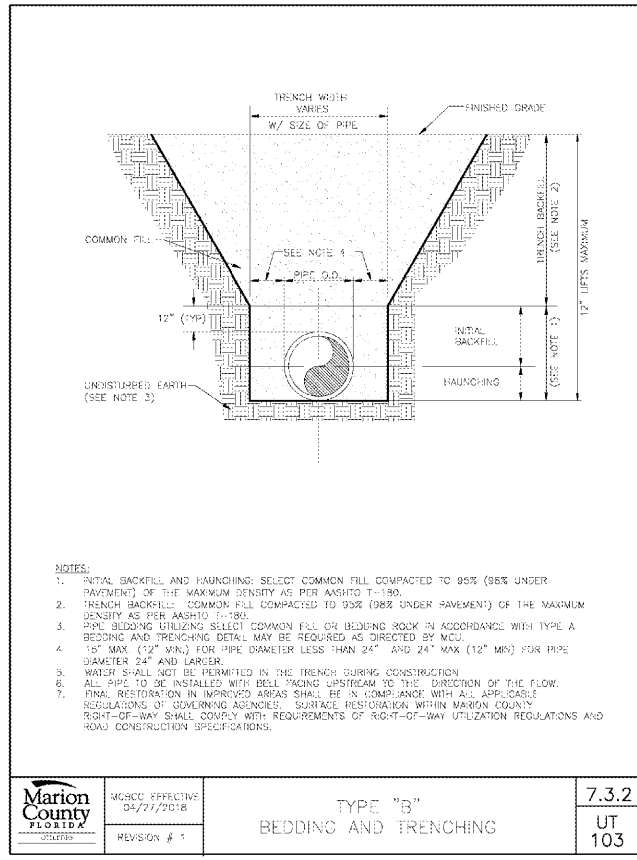 TRENCH WIDTH
VARIES
W/ SIZE OF PIPE
FINISHED GRADE
COMMON FILL
SEE NOTE 4
PIPE O.D.
12" (TYP)
UNDISTURBED EARTH
(SEE NOTE 3)
INITIAL
BACKFILL
HAUNCHING
TRENCH BACKFILL
(SEE NOTE 2)
(SEE NOTE 1)
12" LIFTS MAXIMUM
NOTES:
1. INITIAL BACKFILL AND HAUNCHING: SELECT COMMON FILL COMPACTED TO 95% (98% UNDER
PAVEMENT) OF THE MAXIMUM DENSITY AS PER AASHTO T-180.
2. TRENCH BACKFILL: COMMON FILL COMPACTED TO 95% (98% UNDER PAVEMENT) OF THE MAXIMUM
DENSITY AS PER AASHTO T-180.
3. PIPE BEDDING UTILIZING SELECT COMMON FILL OR BEDDING ROCK IN ACCORDANCE WITH TYPE A
BEDDING AND TRENCHING DETAIL MAY BE REQUIRED AS DIRECTED BY MCU.
4 15" MAX. (12" MIN.) FOR PIPE DIAMETER LESS THAN 24" AND 24" MAX (12" MIN) FOR PIPE
DIAMETER 24" AND LARGER.
5. WATER SHALL NOT BE PERMITTED IN THE TRENCH DURING CONSTRUCTION
6. ALL PIPE TO BE INSTALLED WITH BELL FACING UPSTREAM TO THE DIRECTION OF THE FLOW.
7. FINAL RESTORATION IN IMPROVED AREAS SHALL BE IN COMPLIANCE WITH ALL APPLICABLE
REGULATIONS OF GOVERNING AGENCIES. SURFACE RESTORATION WITHIN MARION COUNTY
RIGHT-OF-WAY SHALL COMPLY WITH REQUIREMENTS OF RIGHT-OF-WAY UTILIZATION REGULATIONS AND
ROAD CONSTRUCTION SPECIFICATIONS.
Marion
County
FLORIDA
UTILITIES
MCBCC EFFECTIVE
04/27/2018
REVISION # 1
TYPE "B"
BEDDING AND TRENCHING
7.3.2
UT
103